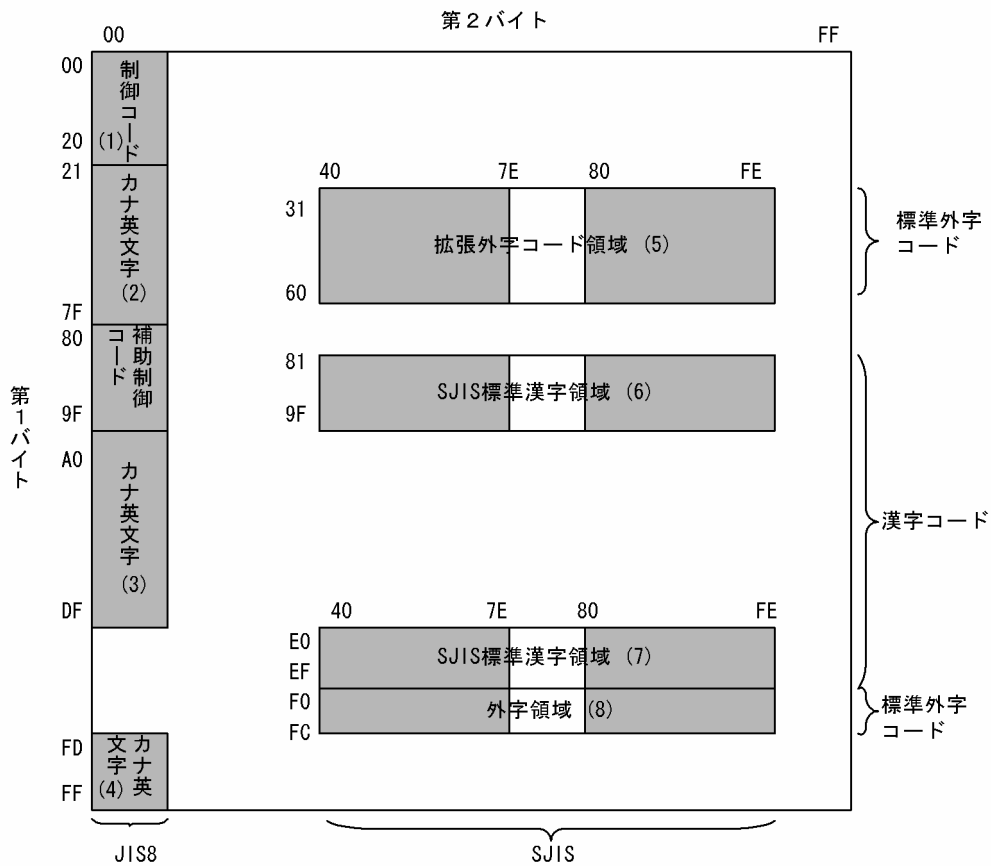 第２バイト
00 FF
00
制御コード
(1)
20
21
カナ英文字
(2)
7F
80
補助制御
コード
9F
A0
カナ英文字
(3)
DF
FD
カナ英
文字
(4)
FF
第１バイト
40 7E 80 FE
31
拡張外字コード領域 (5)
60
標準外字
コード
81
SJIS標準漢字領域 (6)
9F
漢字コード
40 7E 80 FE
E0
SJIS標準漢字領域 (7)
EF
F0
外字領域 (8)
FC
標準外字
コード
JIS8 SJIS